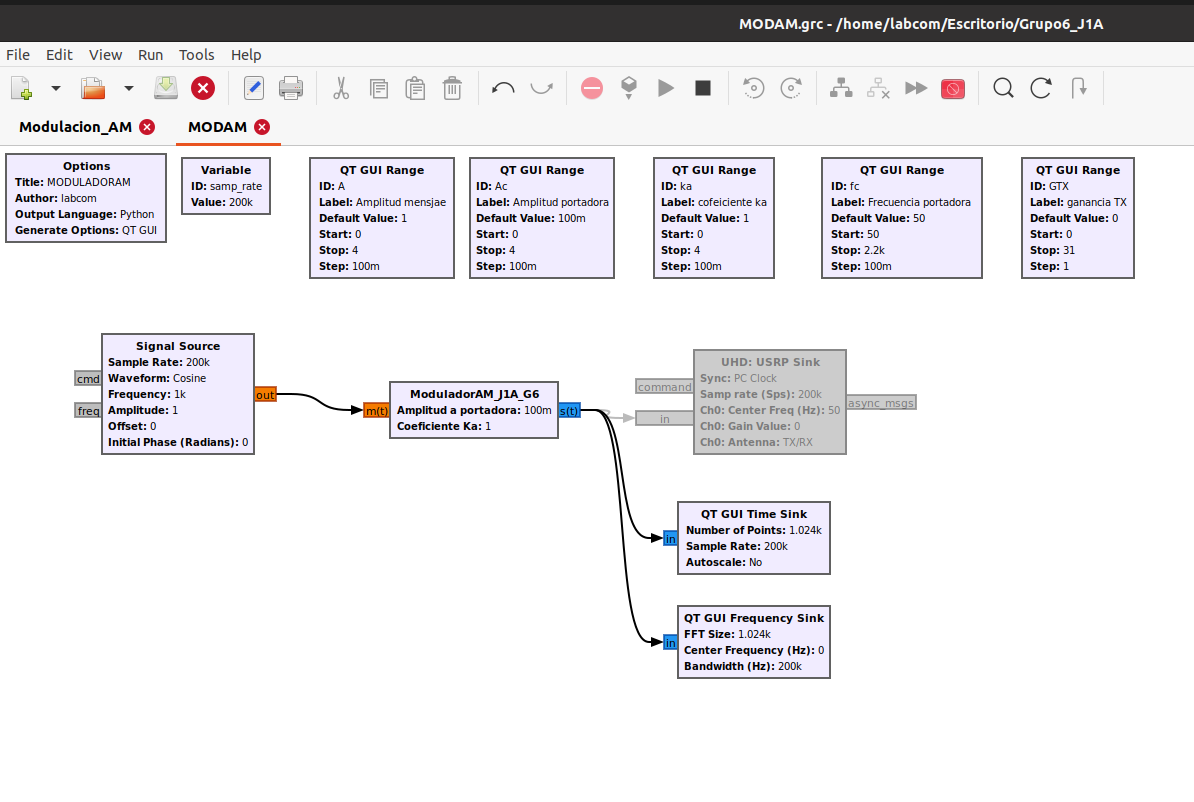 MODAM.grc - /home/labcom/Escritorio/Grupo6_J1A
File Edit View Run Tools Help
Modulacion_AM MODAM
Options
Title: MODULADORAM
Author: labcom
Output Language: Python
Generate Options: QT GUI
Variable
ID: samp_rate
Value: 200k
QT GUI Range
ID: A
Label: Amplitud mensjae
Default Value: 1
Start: 0
Stop: 4
Step: 100m
QT GUI Range
ID: Ac
Label: Amplitud portadora
Default Value: 100m
Start: 0
Stop: 4
Step: 100m
QT GUI Range
ID: ka
Label: cofeiciente ka
Default Value: 1
Start: 0
Stop: 4
Step: 100m
QT GUI Range
ID: fc
Label: Frecuencia portadora
Default Value: 50
Start: 50
Stop: 2.2k
Step: 100m
QT GUI Range
ID: GTX
Label: ganancia TX
Default Value: 0
Start: 0
Stop: 31
Step: 1
Signal Source
Sample Rate: 200k
Waveform: Cosine
Frequency: 1k
Amplitude: 1
Offset: 0
Initial Phase (Radians): 0
cmd
freq
out
m(t)
ModuladorAM_J1A_G6
Amplitud a portadora: 100m
Coeficiente Ka: 1
s(t)
command
in
UHD: USRP Sink
Sync: PC Clock
Samp rate (Sps): 200k
Ch0: Center Freq (Hz): 50
Ch0: Gain Value: 0
Ch0: Antenna: TX/RX
async_msgs
in
QT GUI Time Sink
Number of Points: 1.024k
Sample Rate: 200k
Autoscale: No
in
QT GUI Frequency Sink
FFT Size: 1.024k
Center Frequency (Hz): 0
Bandwidth (Hz): 200k